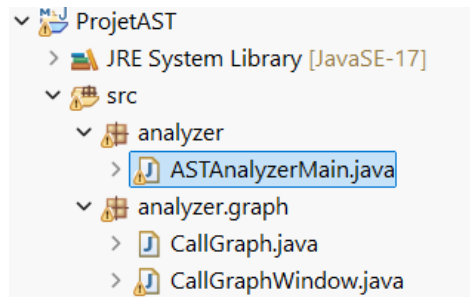 ProjetAST
JRE System Library [JavaSE-17]
src
analyzer
ASTAnalyzerMain.java
analyzer.graph
CallGraph.java
CallGraphWindow.java